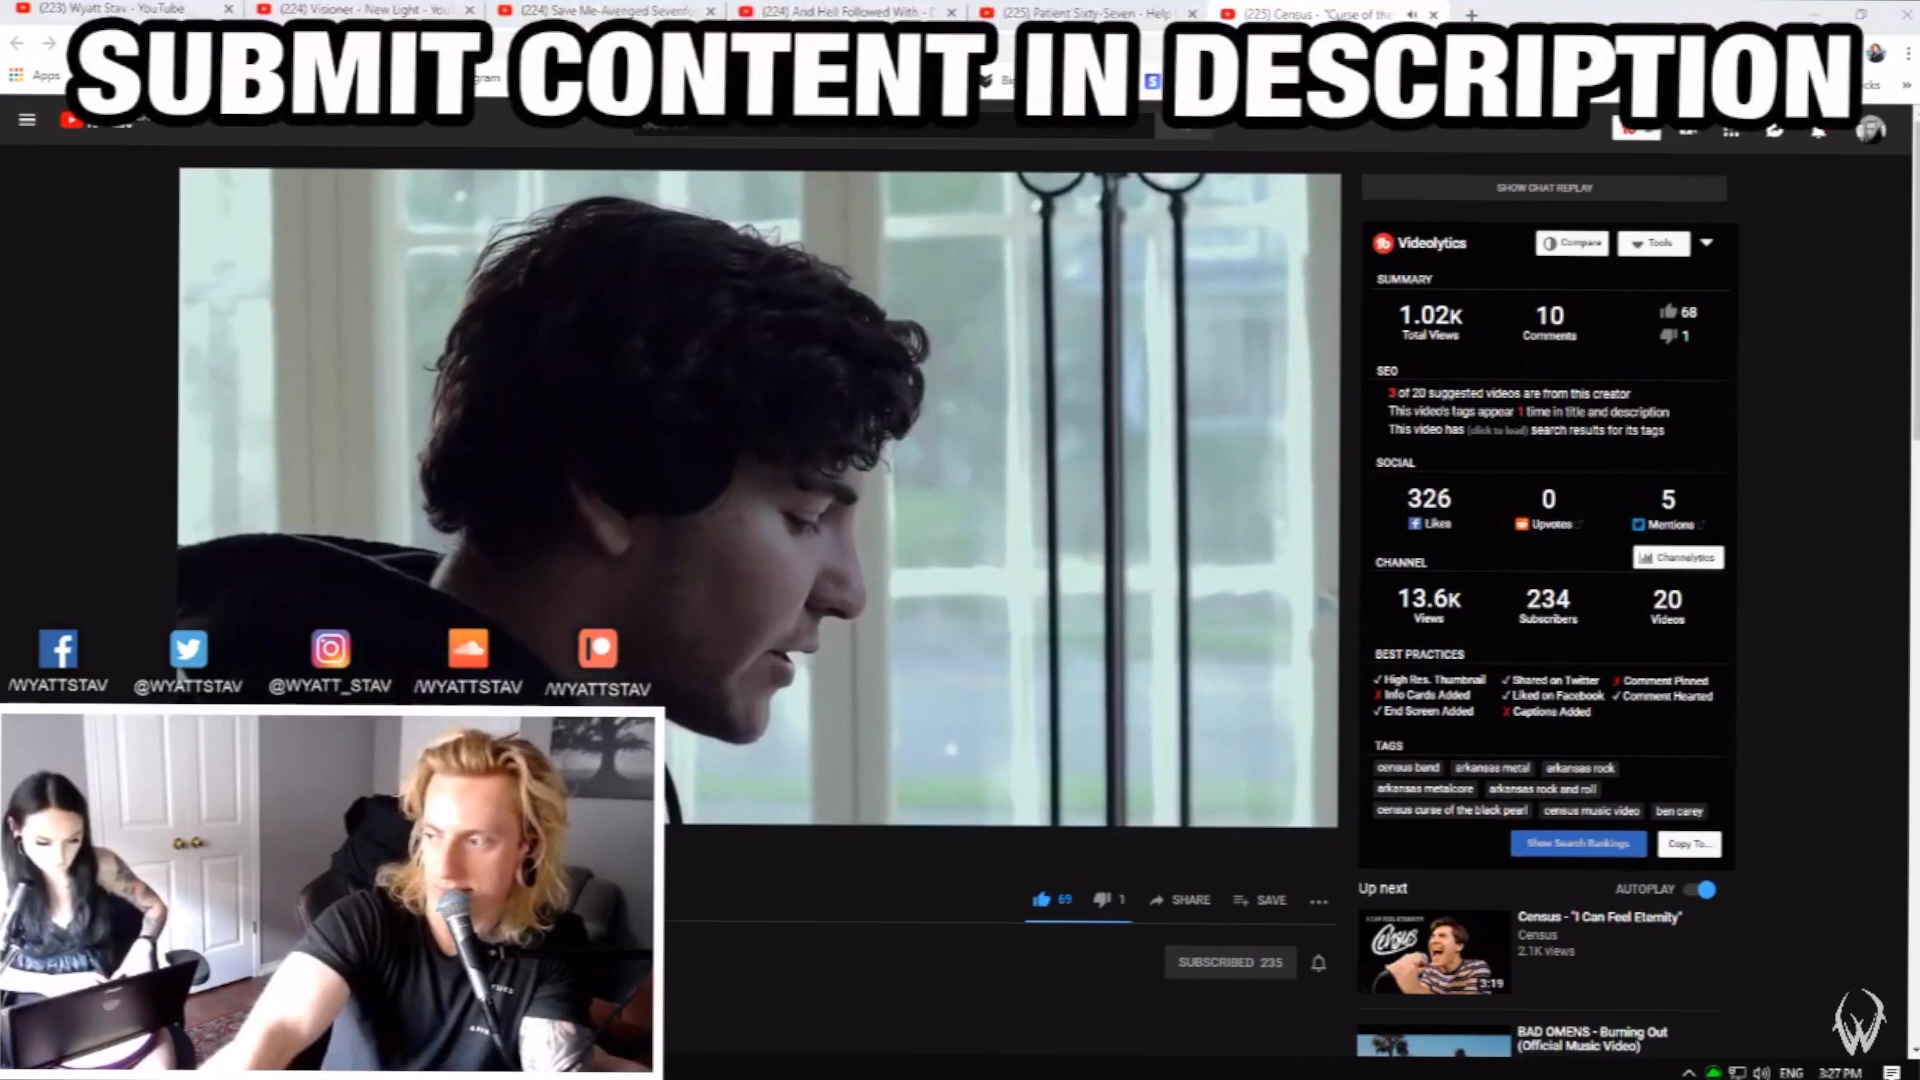 (223) Wyatt Stav - YouTube
(224) Visioner - New Light - You
(224) Save Me-Avenged Sevenfo
(224) And Hell Followed With -
(225) Patient Sixty-Seven - Help
(225) Census - "Curse of the
SUBMIT CONTENT IN DESCRIPTION
Apps
SHOW CHAT REPLAY
Videolytics
Compare
Tools
SUMMARY
1.02K
Total Views
10
Comments
68
1
SEO
3 of 20 suggested videos are from this creator
This video's tags appear 1 time in title and description
This video has (click to load) search results for its tags
SOCIAL
326
Likes
0
Upvotes
5
Mentions
CHANNEL
Channelytics
13.6K
Views
234
Subscribers
20
Videos
BEST PRACTICES
✓ High Res. Thumbnail
✓ Shared on Twitter
✗ Comment Pinned
✗ Info Cards Added
✓ Liked on Facebook
✓ Comment Hearted
✓ End Screen Added
✗ Captions Added
TAGS
census band
arkansas metal
arkansas rock
arkansas metalcore
arkansas rock and roll
census curse of the black pearl
census music video
ben carey
Show Search Rankings
Copy To...
/WYATTSTAV
@WYATTSTAV
@WYATT_STAV
/WYATTSTAV
/WYATTSTAV
69
1
SHARE
SAVE
SUBSCRIBED 235
Up next
AUTOPLAY
Census
3:19
Census - "I Can Feel Eternity"
Census
2.1K views
BAD OMENS - Burning Out
(Official Music Video)
ENG
3:27 PM